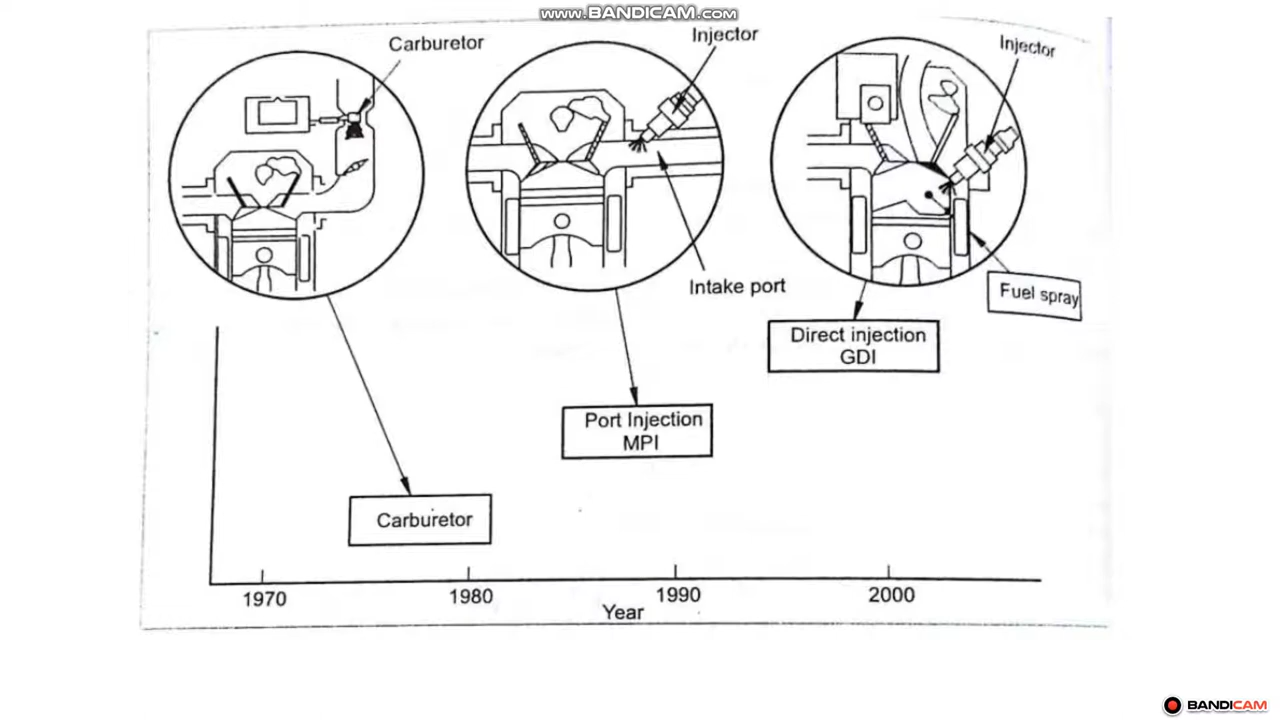 www.BANDICAM.com
Carburetor
Injector
Injector
Intake port
Fuel spray
Direct injection
GDI
Port Injection
MPI
Carburetor
1970
1980
1990
2000
Year
BANDICAM